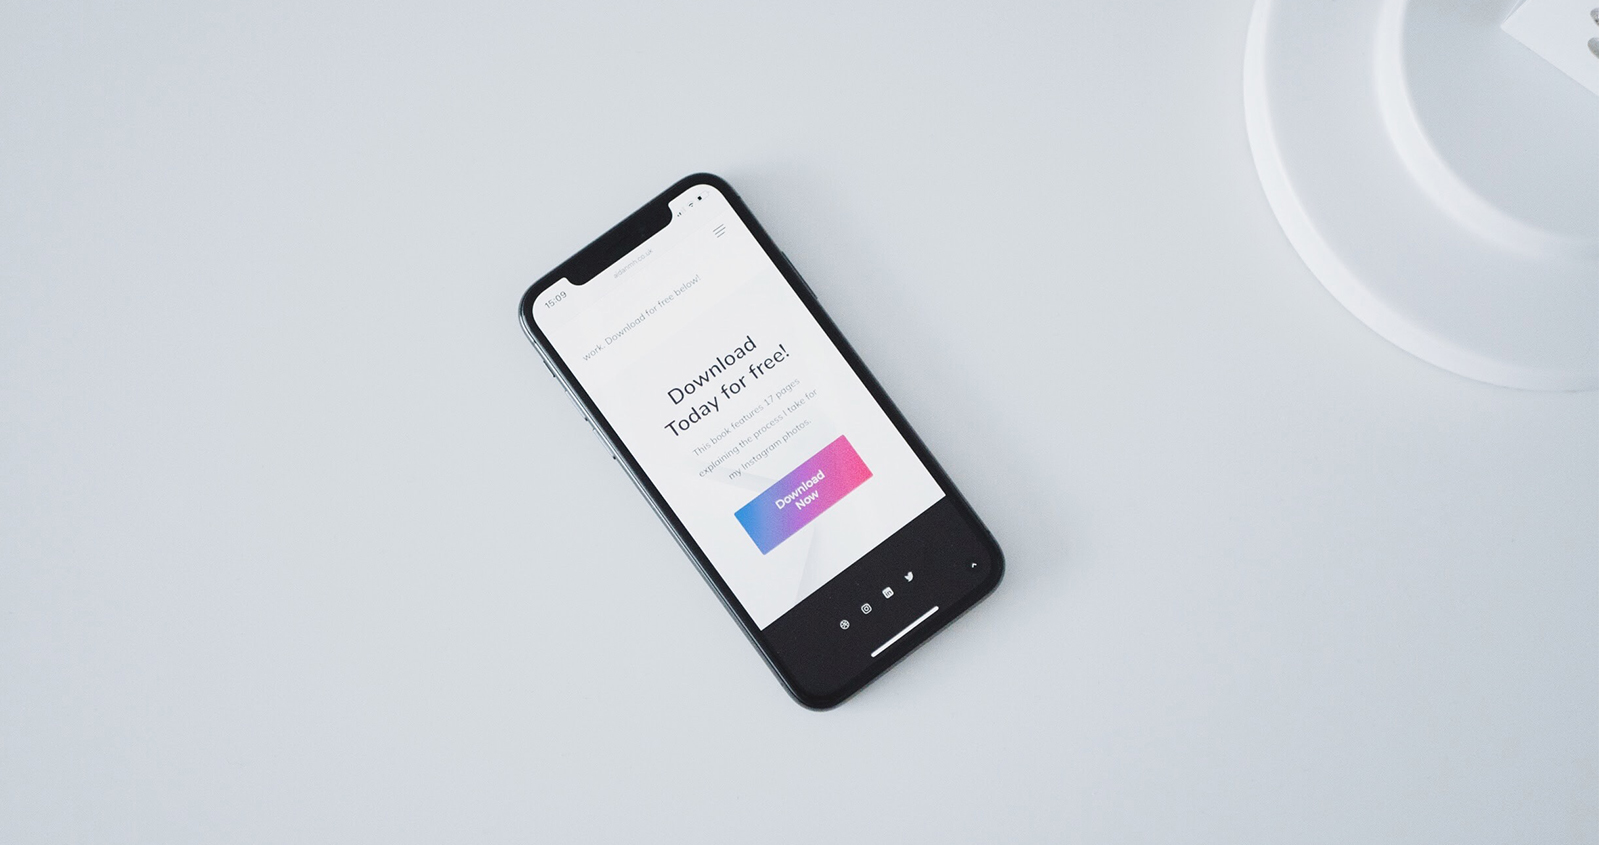 15:09
work. Download for free below!
Download
Today for free!
This book features 17 pages
explaining the process I take for
my Instagram photos.
Download
Now